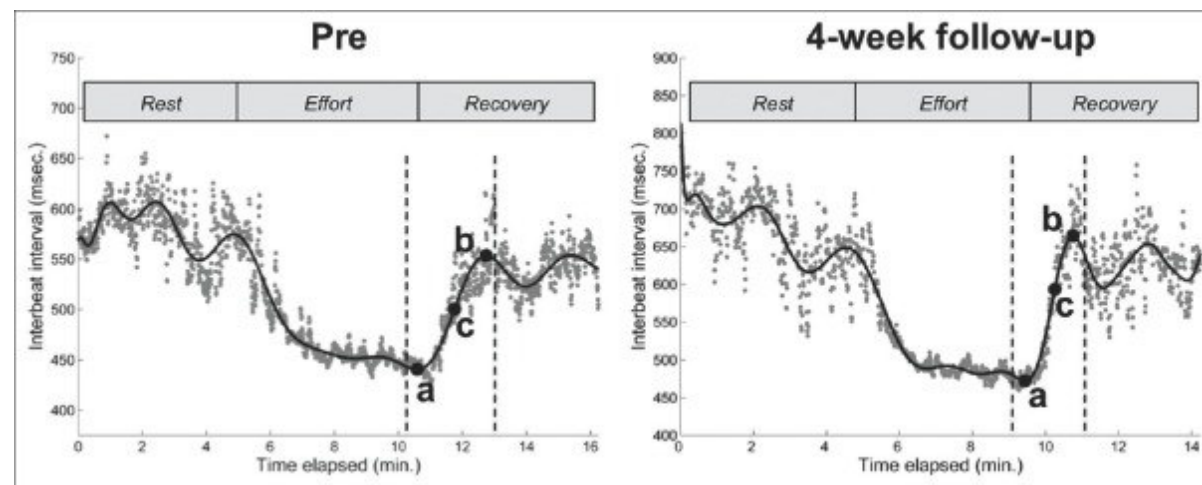 Pre
750
700
650
600
550
500
450
400
Interbeat interval (msec.)
Rest
Effort
Recovery
b
c
a
0
2
4
6
8
10
12
14
16
Time elapsed (min.)
4-week follow-up
900
850
800
750
700
650
600
550
500
450
400
Interbeat interval (msec.)
Rest
Effort
Recovery
b
c
a
0
2
4
6
8
10
12
14
Time elapsed (min.)